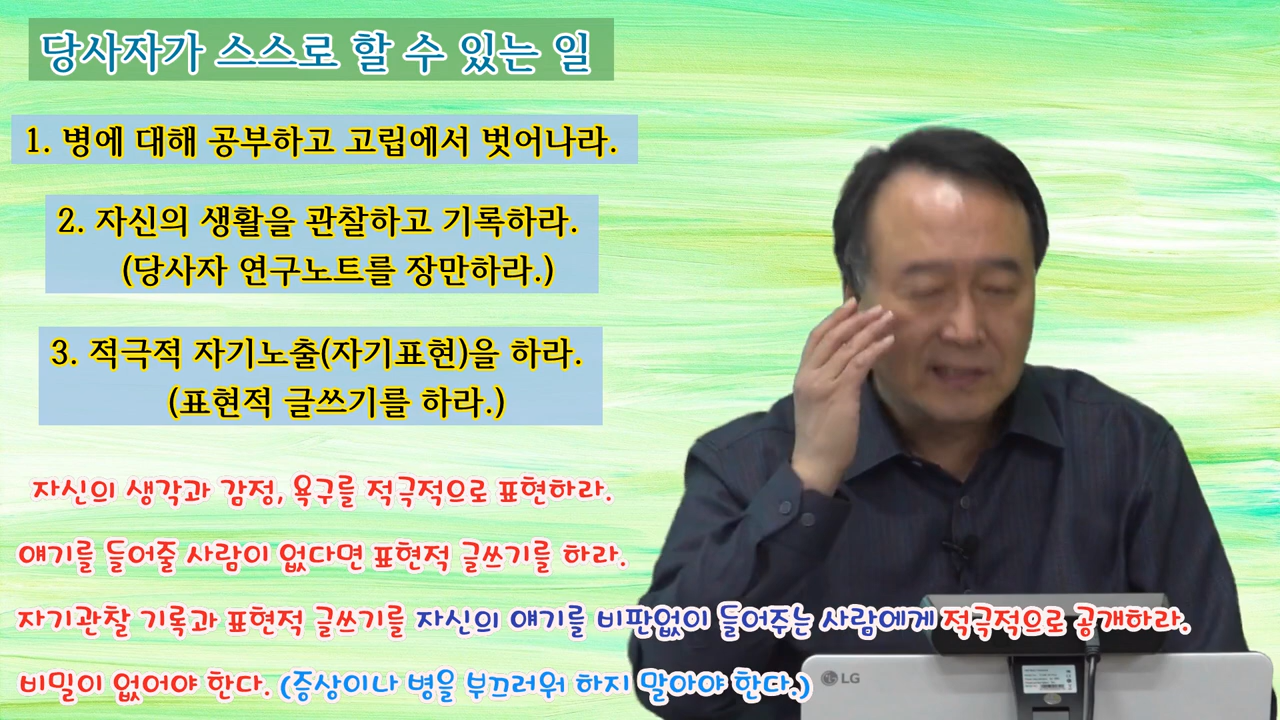 당사자가 스스로 할 수 있는 일
1. 병에 대해 공부하고 고립에서 벗어나라.
2. 자신의 생활을 관찰하고 기록하라.
(당사자 연구노트를 장만하라.)
3. 적극적 자기노출(자기표현)을 하라.
(표현적 글쓰기를 하라.)
자신의 생각과 감정, 욕구를 적극적으로 표현하라.
얘기를 들어줄 사람이 없다면 표현적 글쓰기를 하라.
자기관찰 기록과 표현적 글쓰기를 자신의 얘기를 비판없이 들어주는 사람에게 적극적으로 공개하라.
비밀이 없어야 한다. (증상이나 병을 부끄러워 하지 말아야 한다.)
LG